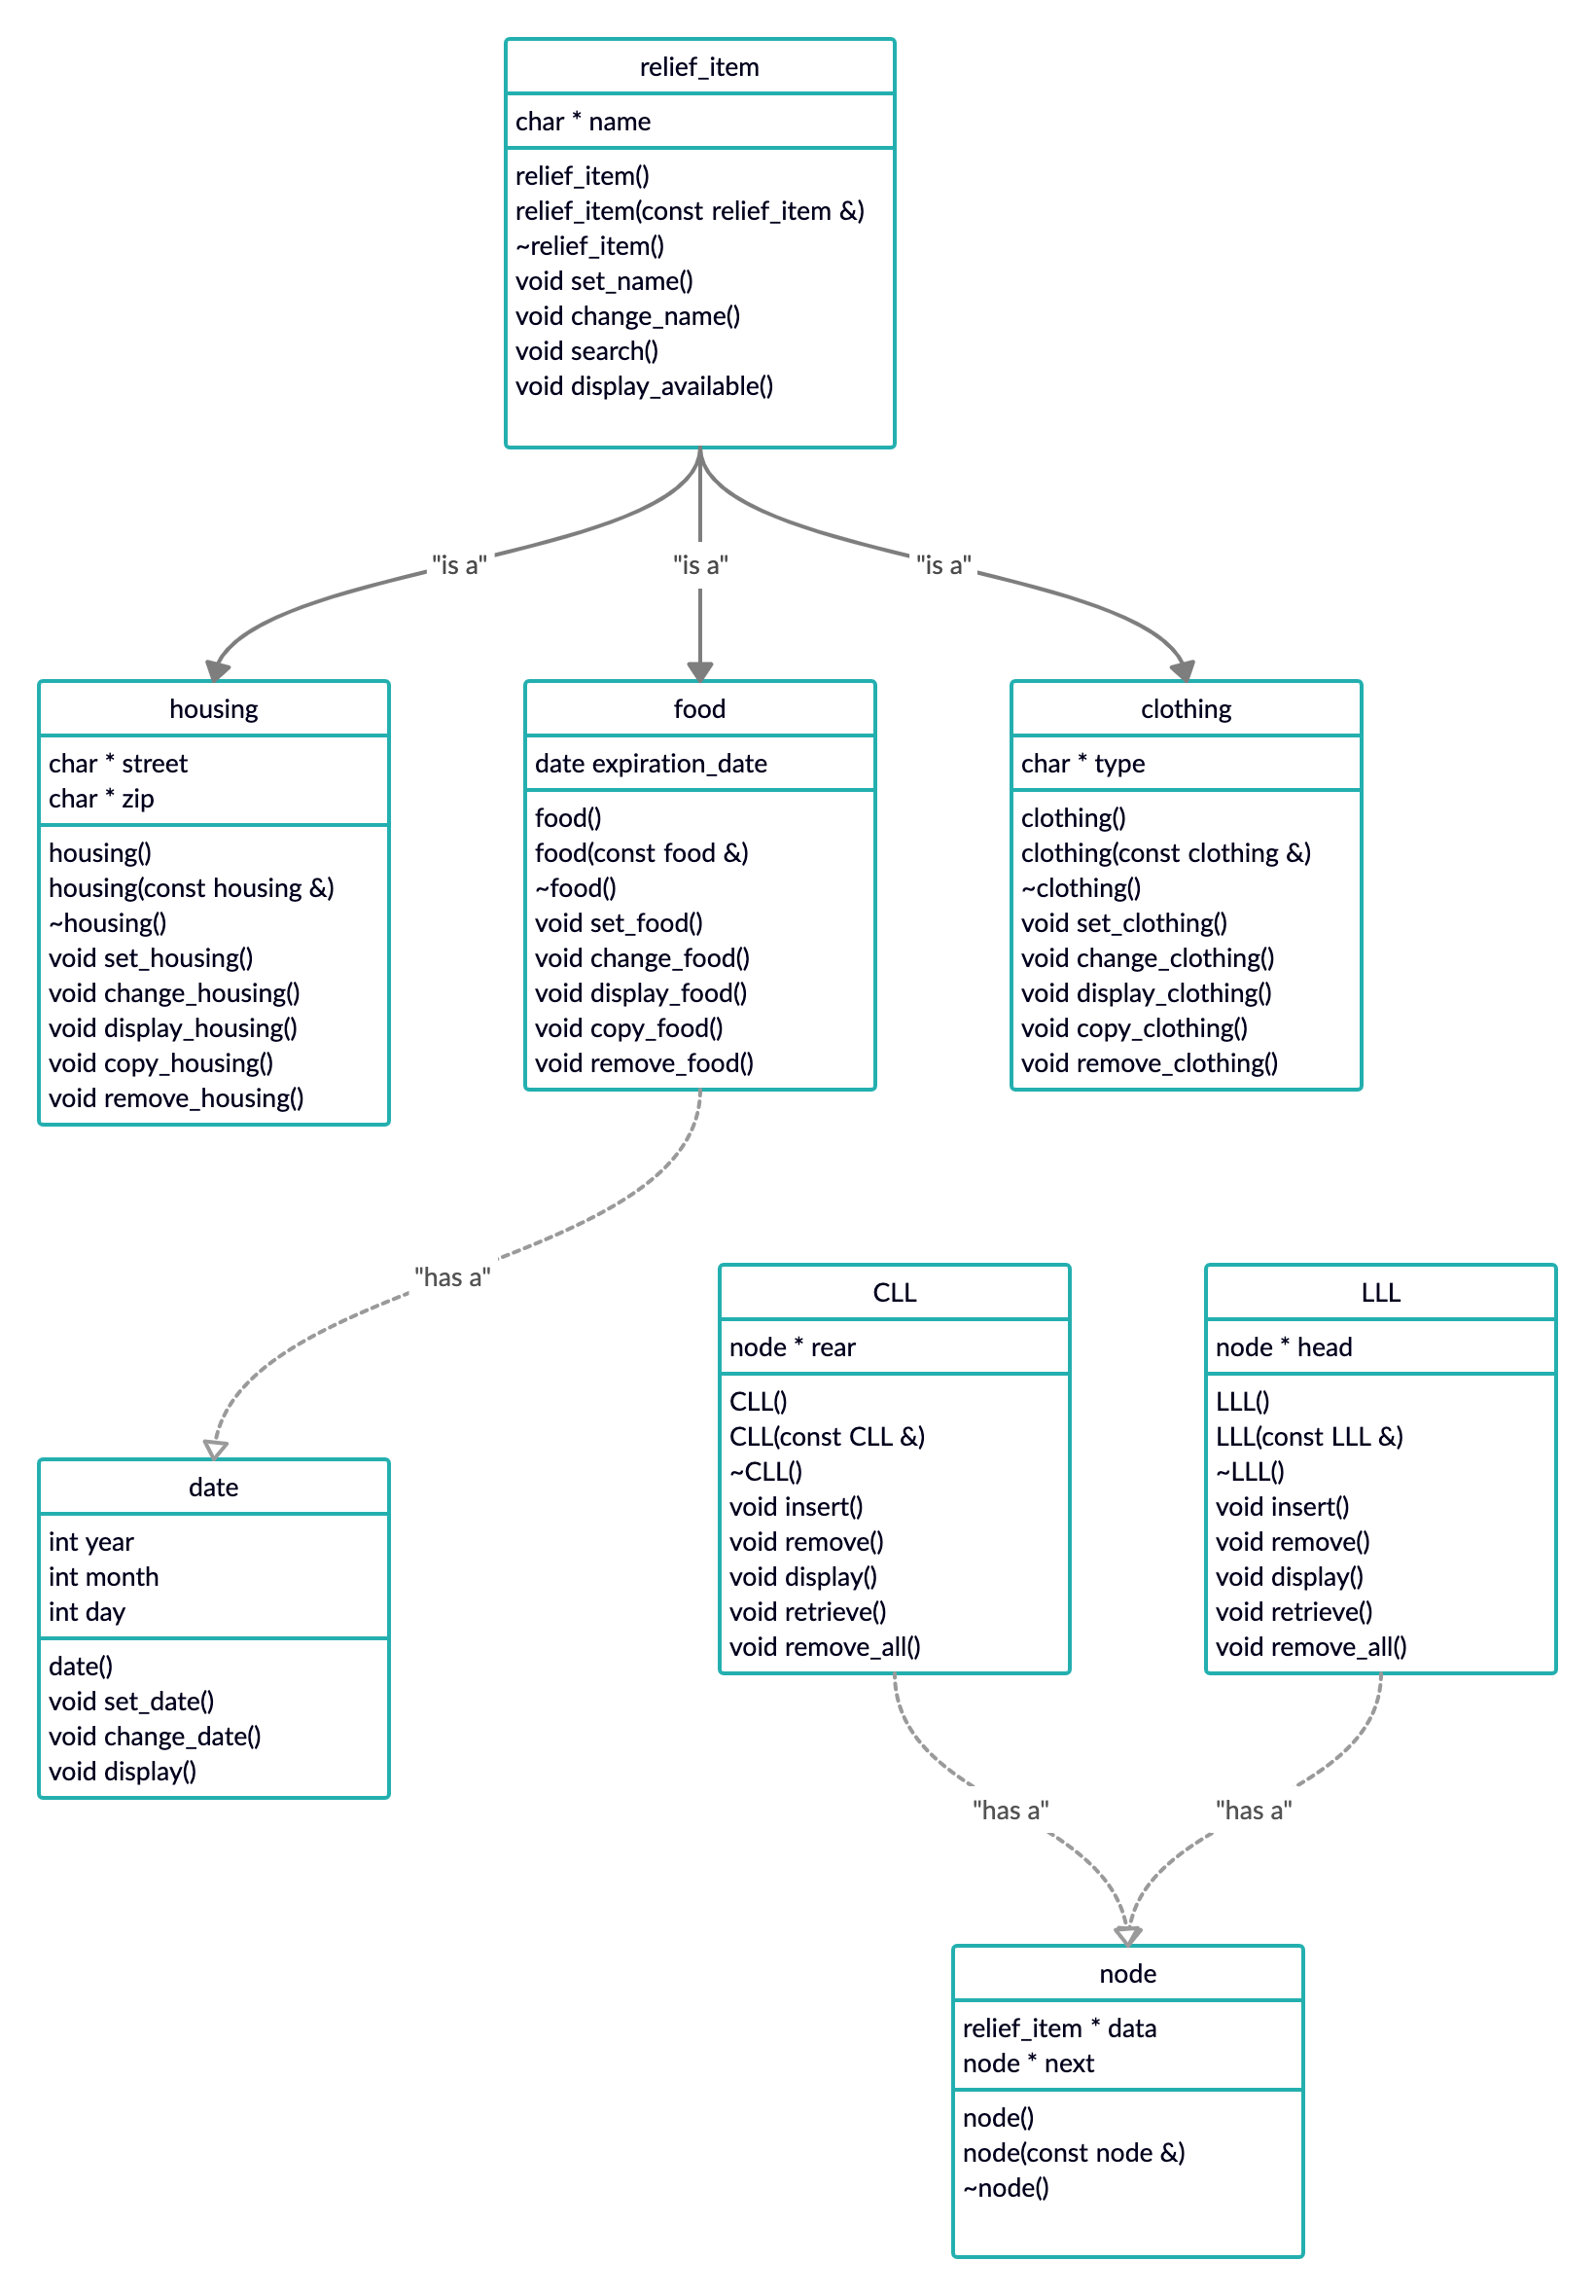 relief_item
char * name
relief_item()
relief_item(const relief_item &)
~relief_item()
void set_name()
void change_name()
void search()
void display_available()
"is a"
"is a"
"is a"
housing
char * street
char * zip
housing()
housing(const housing &)
~housing()
void set_housing()
void change_housing()
void display_housing()
void copy_housing()
void remove_housing()
food
date expiration_date
food()
food(const food &)
~food()
void set_food()
void change_food()
void display_food()
void copy_food()
void remove_food()
clothing
char * type
clothing()
clothing(const clothing &)
~clothing()
void set_clothing()
void change_clothing()
void display_clothing()
void copy_clothing()
void remove_clothing()
"has a"
date
int year
int month
int day
date()
void set_date()
void change_date()
void display()
CLL
node * rear
CLL()
CLL(const CLL &)
~CLL()
void insert()
void remove()
void display()
void retrieve()
void remove_all()
LLL
node * head
LLL()
LLL(const LLL &)
~LLL()
void insert()
void remove()
void display()
void retrieve()
void remove_all()
"has a"
"has a"
node
relief_item * data
node * next
node()
node(const node &)
~node()